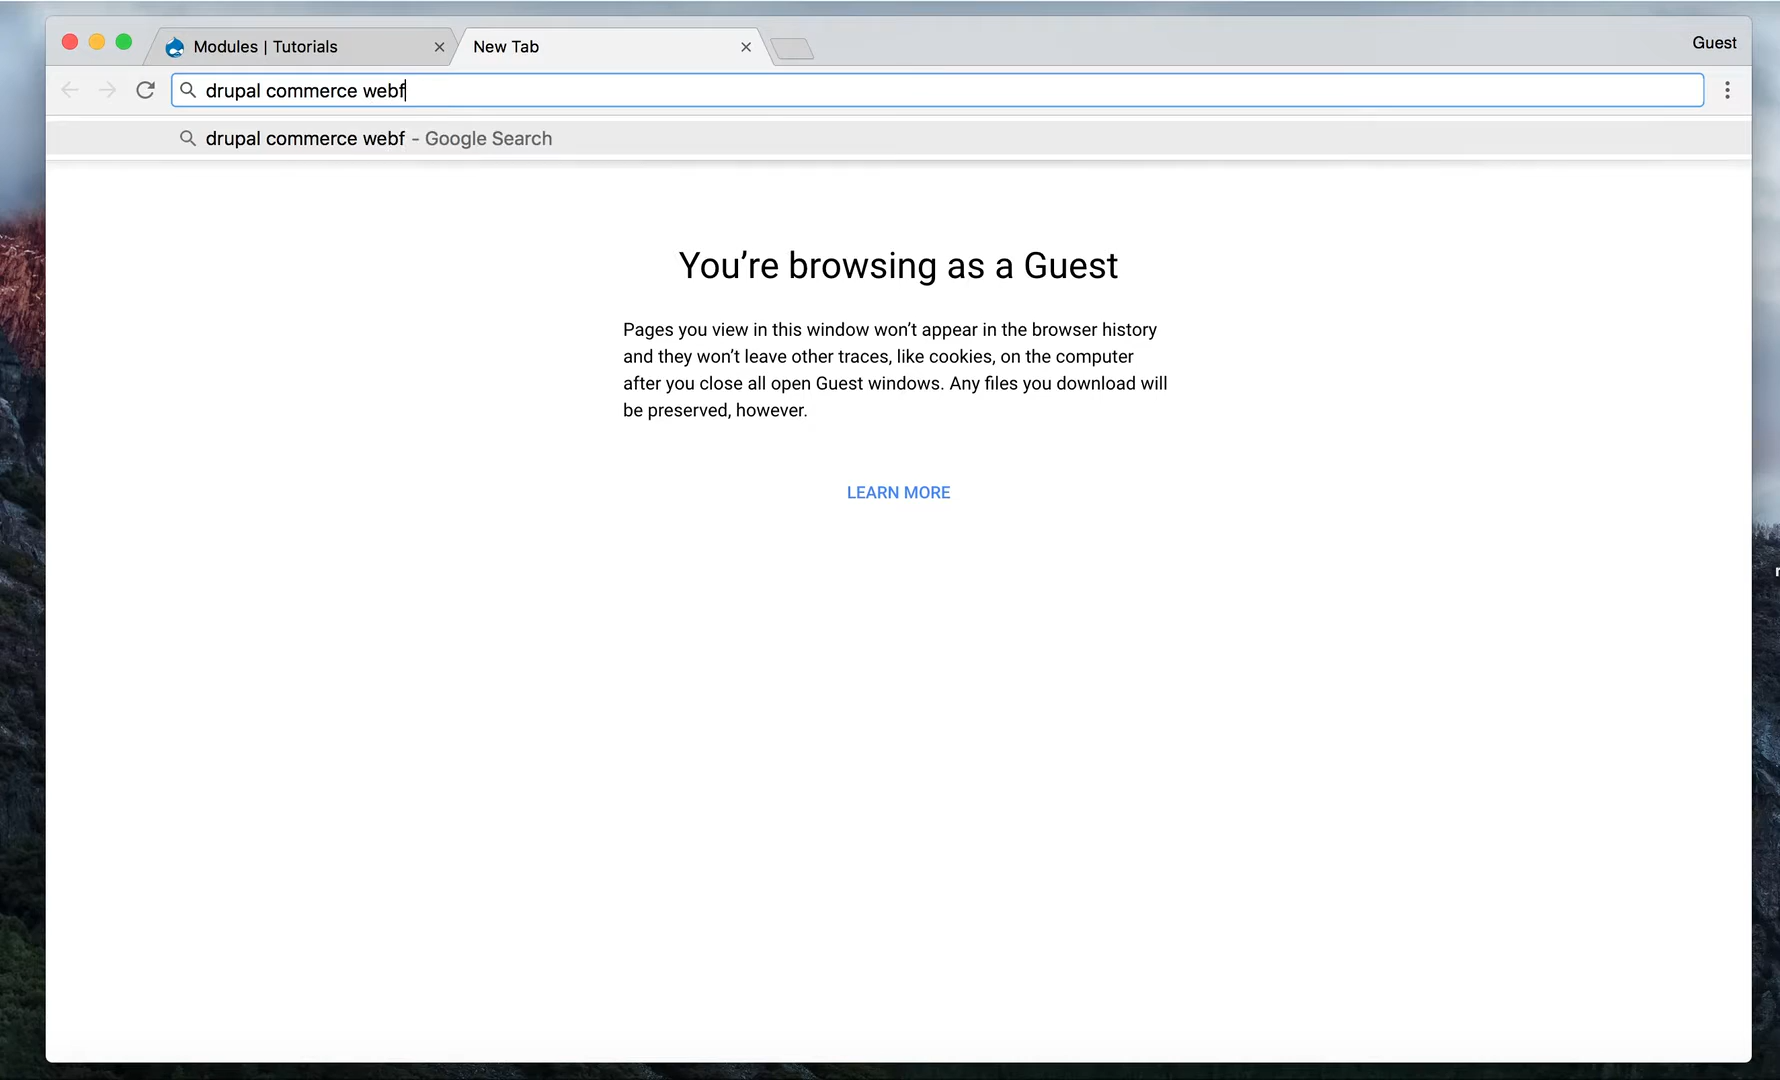 Modules | Tutorials
New Tab
Guest
drupal commerce webf
drupal commerce webf - Google Search
You’re browsing as a Guest
Pages you view in this window won’t appear in the browser history
and they won’t leave other traces, like cookies, on the computer
after you close all open Guest windows. Any files you download will
be preserved, however.
LEARN MORE